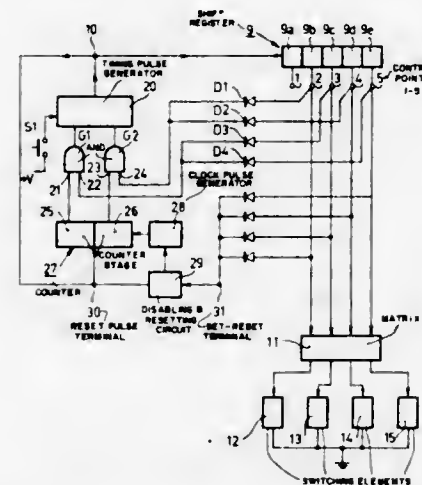 SHIFT
REGISTER
9
9a 9b 9c 9d 9e
10
TIMING PULSE
GENERATOR
20
1 2 3 4 5
CONTROL
POINT
1-5
S1
+V
G1
G2
AND
D1
D2
D3
D4
21
22
23
24
25
26
27
28
CLOCK PULSE
GENERATOR
COUNTER
STAGE
COUNTER
29
DISABLING &
RESETTING
CIRCUIT
30
RESET PULSE
TERMINAL
31
SET-RESET
TERMINAL
MATRIX
11
12
13
14
15
SWITCHING ELEMENTS